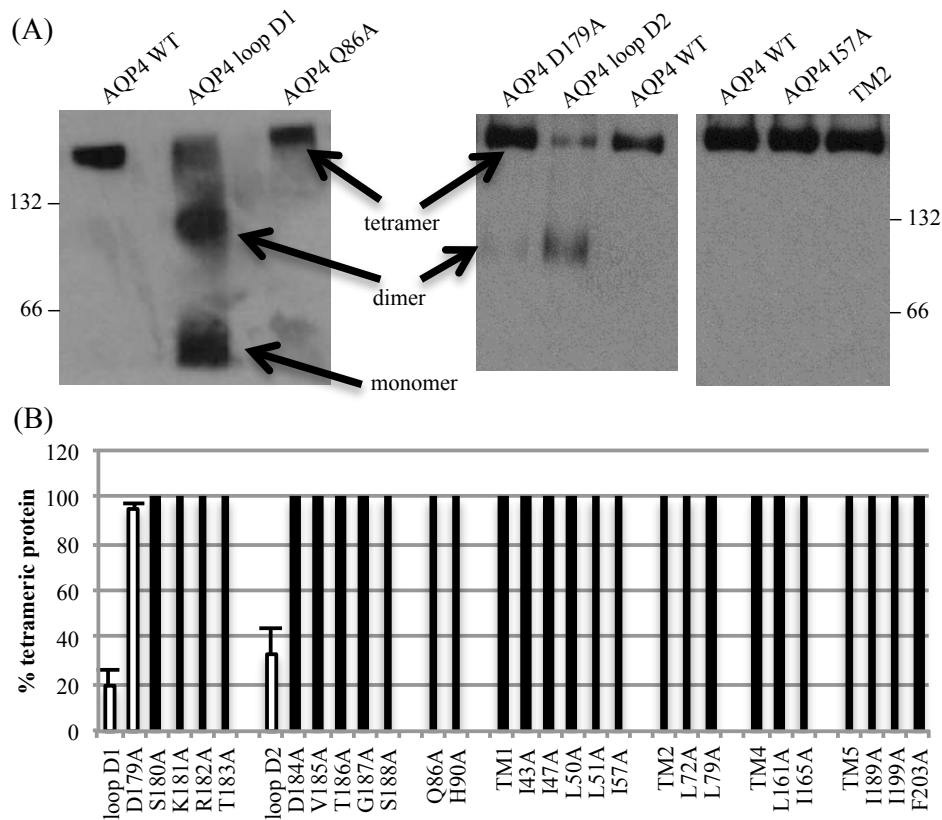 (A)
AQP4 WT
AQP4 loop D1
AQP4 Q86A
AQP4 D179A
AQP4 loop D2
AQP4 WT
AQP4 WT
AQP4 I57A
TM2
132
66
tetramer
dimer
monomer
132
66
(B)
% tetrameric protein
120
100
80
60
40
20
0
loop D1
D179A
S180A
K181A
R182A
T183A
loop D2
D184A
V185A
T186A
G187A
S188A
Q86A
H90A
TM1
I43A
I47A
L50A
L51A
I57A
TM2
L72A
L79A
TM4
L161A
I165A
TM5
I189A
I199A
F203A